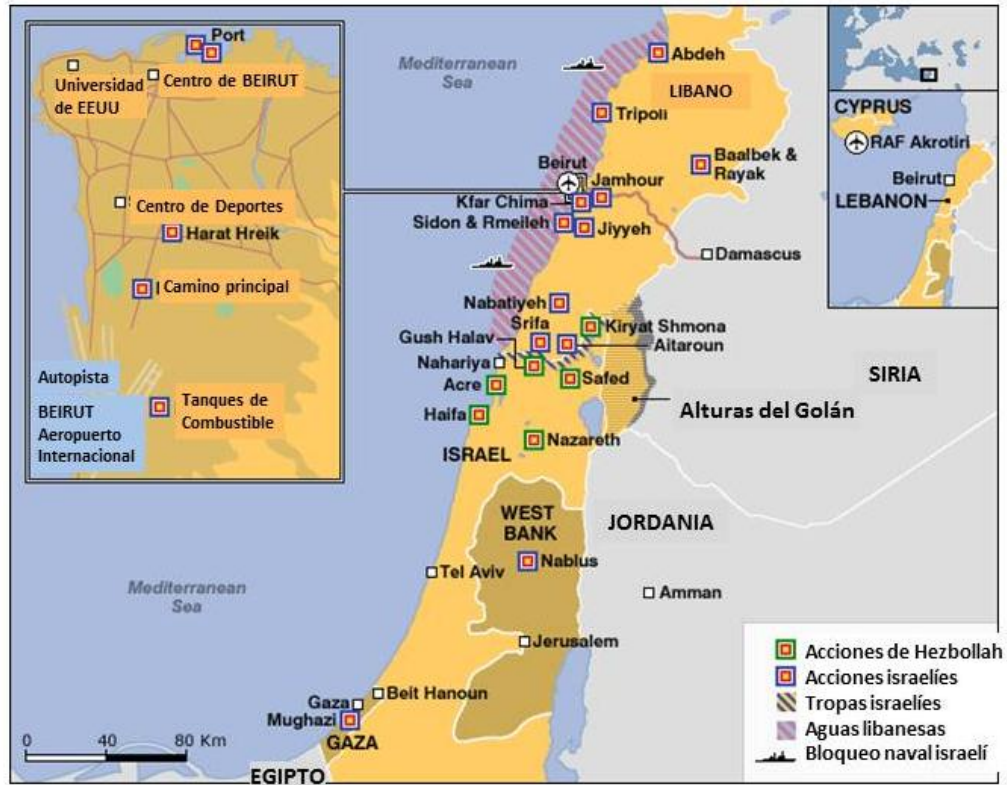 Port
Centro de BEIRUT
Universidad
de EEUU
Centro de Deportes
Harat Hreik
Camino principal
Autopista
BEIRUT
Aeropuerto
Internacional
Tanques de
Combustible
Mediterranean
Sea
Abdeh
LIBANO
Tripoli
Baalbek &
Rayak
Beirut
Jamhour
Kfar Chima
Sidon & Rmeileh
Jiyyeh
Damascus
Nabatiyeh
Srifa
Kiryat Shmona
Gush Halav
Aitaroun
Nahariya
Acre
Safed
Haifa
Nazareth
ISRAEL
SIRIA
Alturas del Golán
WEST
BANK
JORDANIA
Nablus
Tel Aviv
Amman
Mediterranean
Sea
Jerusalem
Beit Hanoun
Gaza
Mughazi
GAZA
EGIPTO
0 40 80 Km
CYPRUS
RAF Akrotiri
Beirut
LEBANON
Acciones de Hezbollah
Acciones israelíes
Tropas israelíes
Aguas libanesas
Bloqueo naval israelí